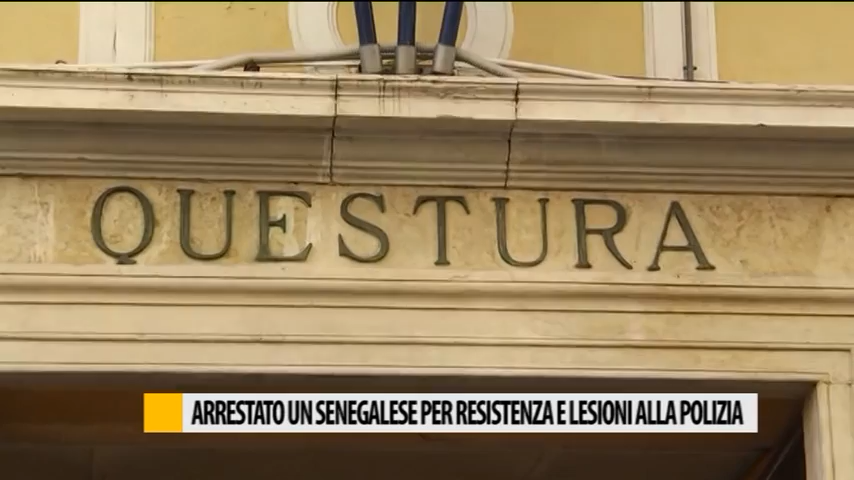 QUESTURA
ARRESTATO UN SENEGALESE PER RESISTENZA E LESIONI ALLA POLIZIA